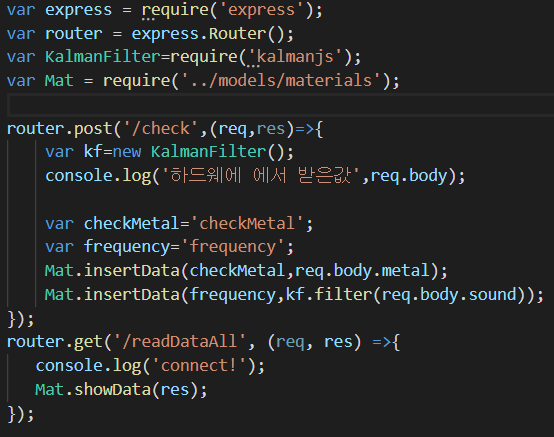 var express = require('express');
var router = express.Router();
var KalmanFilter=require('kalmanjs');
var Mat = require('../models/materials');
router.post('/check',(req,res)=>{
var kf=new KalmanFilter();
console.log('하드웨에 에서 받은값',req.body);
var checkMetal='checkMetal';
var frequency='frequency';
Mat.insertData(checkMetal,req.body.metal);
Mat.insertData(frequency,kf.filter(req.body.sound));
});
router.get('/readDataAll', (req, res) =>{
console.log('connect!');
Mat.showData(res);
});